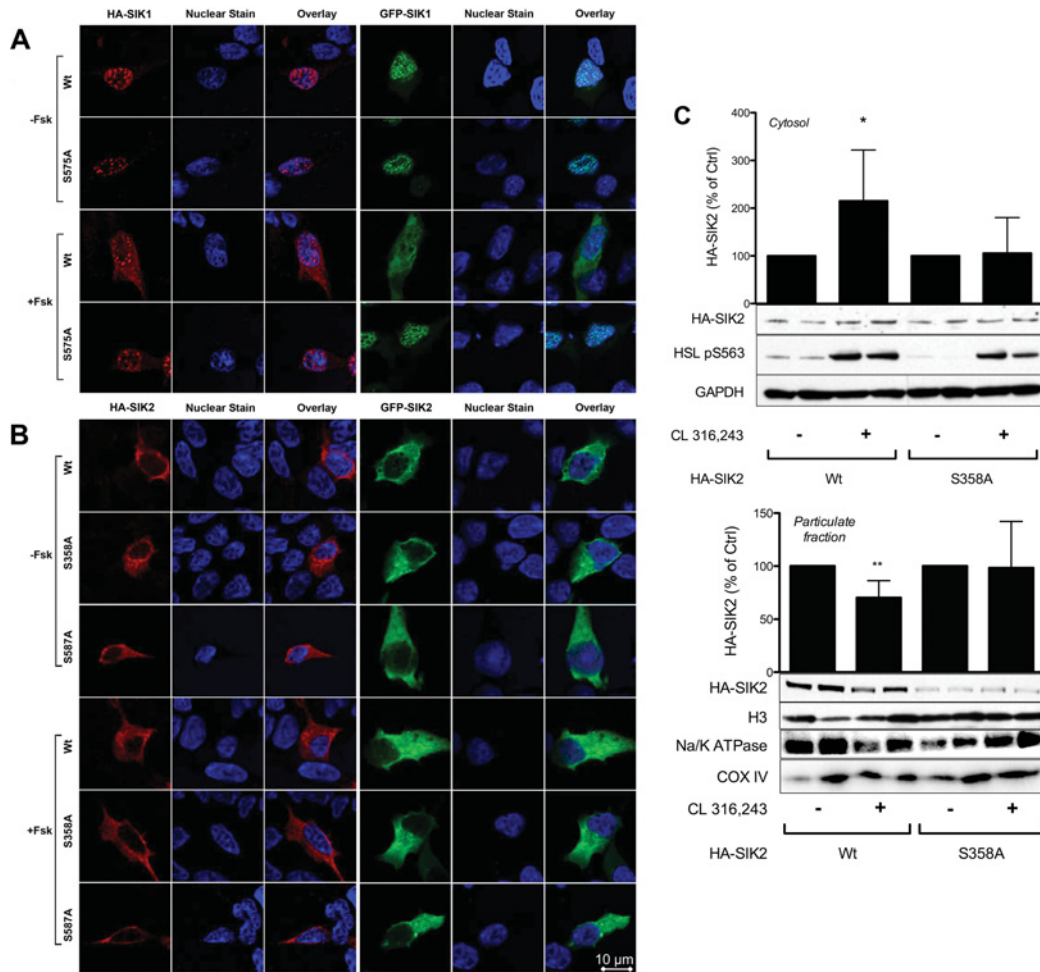 A
HA-SIK1 Nuclear Stain Overlay GFP-SIK1 Nuclear Stain Overlay
-Fsk
Wt
S575A
+Fsk
Wt
S575A
B
HA-SIK2 Nuclear Stain Overlay GFP-SIK2 Nuclear Stain Overlay
-Fsk
Wt
S358A
S587A
+Fsk
Wt
S358A
S587A
10 μm
C
Cytosol
HA-SIK2 (% of Ctrl)
400
300
200
100
0
*
HA-SIK2
HSL pS563
GAPDH
CL 316,243 - + - +
HA-SIK2 Wt S358A
Particulate
fraction
HA-SIK2 (% of Ctrl)
150
100
50
0
**
HA-SIK2
H3
Na/K ATPase
COX IV
CL 316,243 - + - +
HA-SIK2 Wt S358A